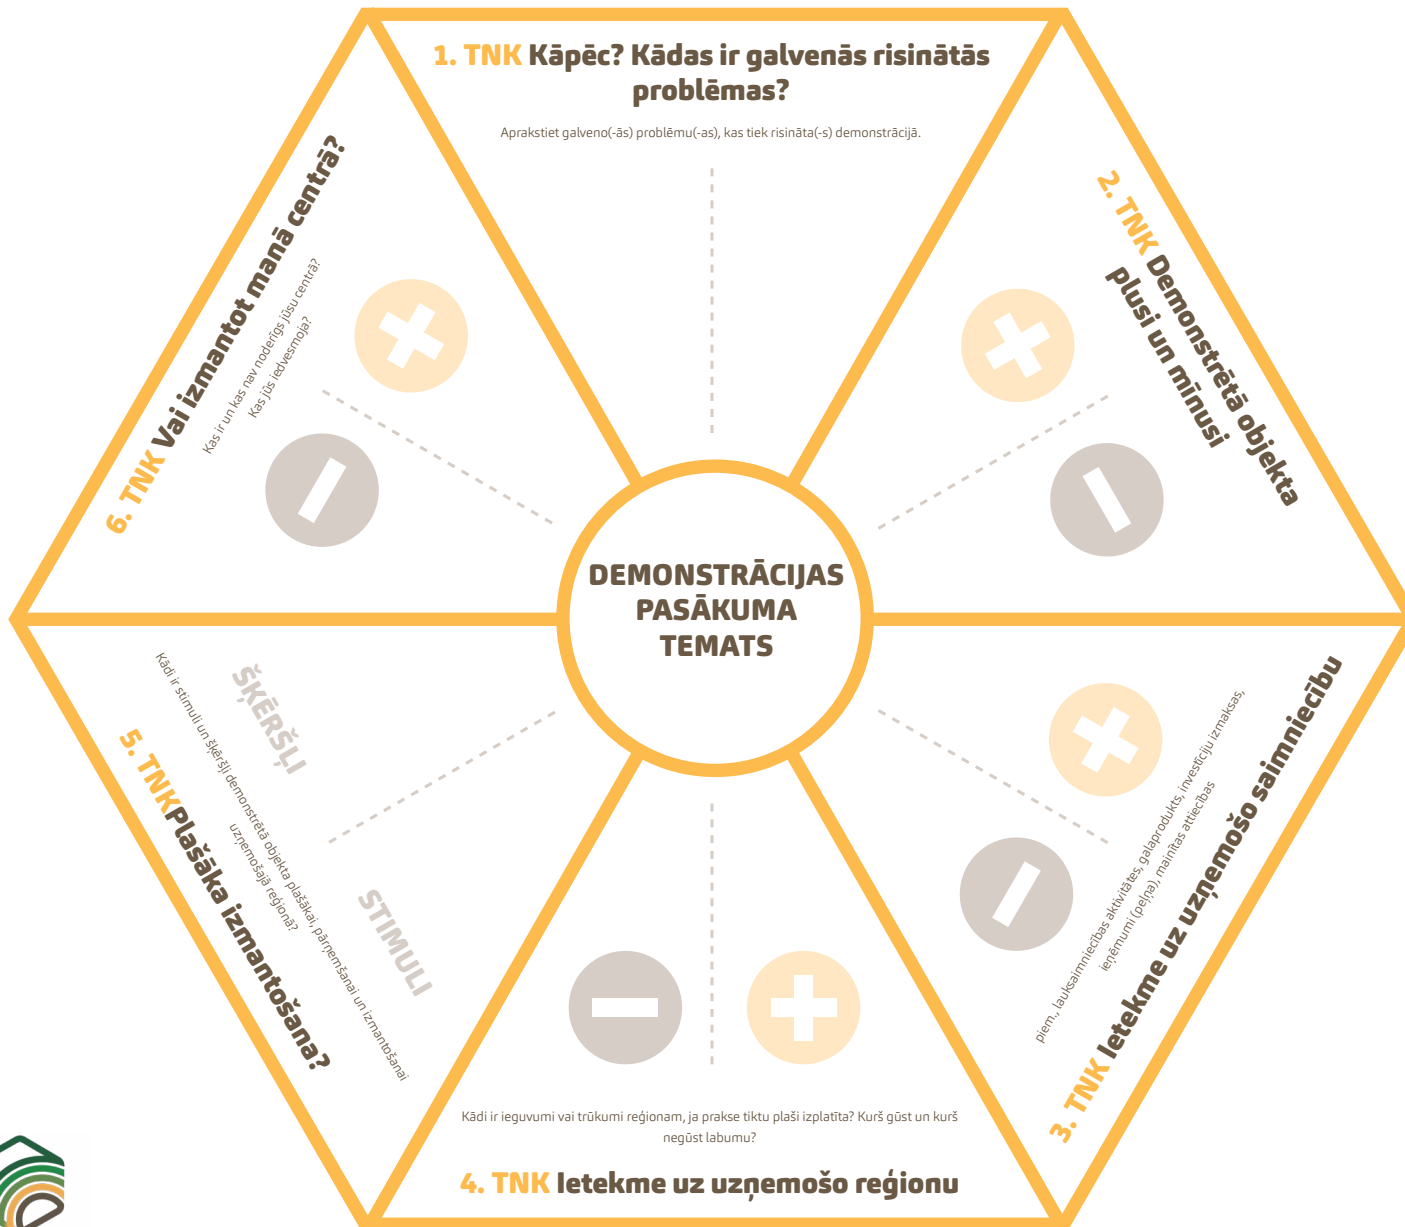 1. TNK Kāpēc? Kādas ir galvenās risinātās
problēmas?
Aprakstiet galveno(-ās) problēmu(-as), kas tiek risināta(-s) demonstrācijā.
2. TNK Demonstrētā objekta
plusi un mīnusi
3. TNK Ietekme uz uzņemošo saimniecību
piem., lauksaimniecības aktivitātes, galaprodukts, investīciju izmaksas,
ieņēmumi (peļņa), mainītas attiecības
Kādi ir ieguvumi vai trūkumi reģionam, ja prakse tiktu plaši izplatīta? Kurš gūst un kurš
negūst labumu?
4. TNK Ietekme uz uzņemošo reģionu
5. TNKPlašāka izmantošana?
Kādi ir stimuli un šķēršļi demonstrētā objekta plašākai, pārņemšanai un izmantošanai
uzņemošajā reģionā?
ŠĶĒRŠĻI
STIMULI
6. TNK Vai izmantot manā centrā?
Kas ir un kas nav noderīgs jūsu centrā?
Kas jūs iedvesmoja?
DEMONSTRĀCIJAS
PASĀKUMA
TEMATS